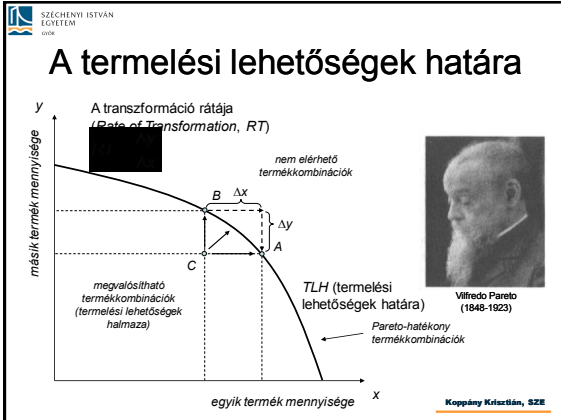 SZÉCHENYI ISTVÁN
EGYETEM
GYŐR
A termelési lehetőségek határa
y
A transzformáció rátája
(Rate of Transformation, RT)
másik termék mennyisége
nem elérhető
termékkombinációk
B
Δx
Δy
A
C
megvalósítható
termékkombinációk
(termelési lehetőségek
halmaza)
TLH (termelési
lehetőségek határa)
Pareto-hatékony
termékkombinációk
Vilfredo Pareto
(1848-1923)
x
egyik termék mennyisége
Koppány Krisztián, SZE